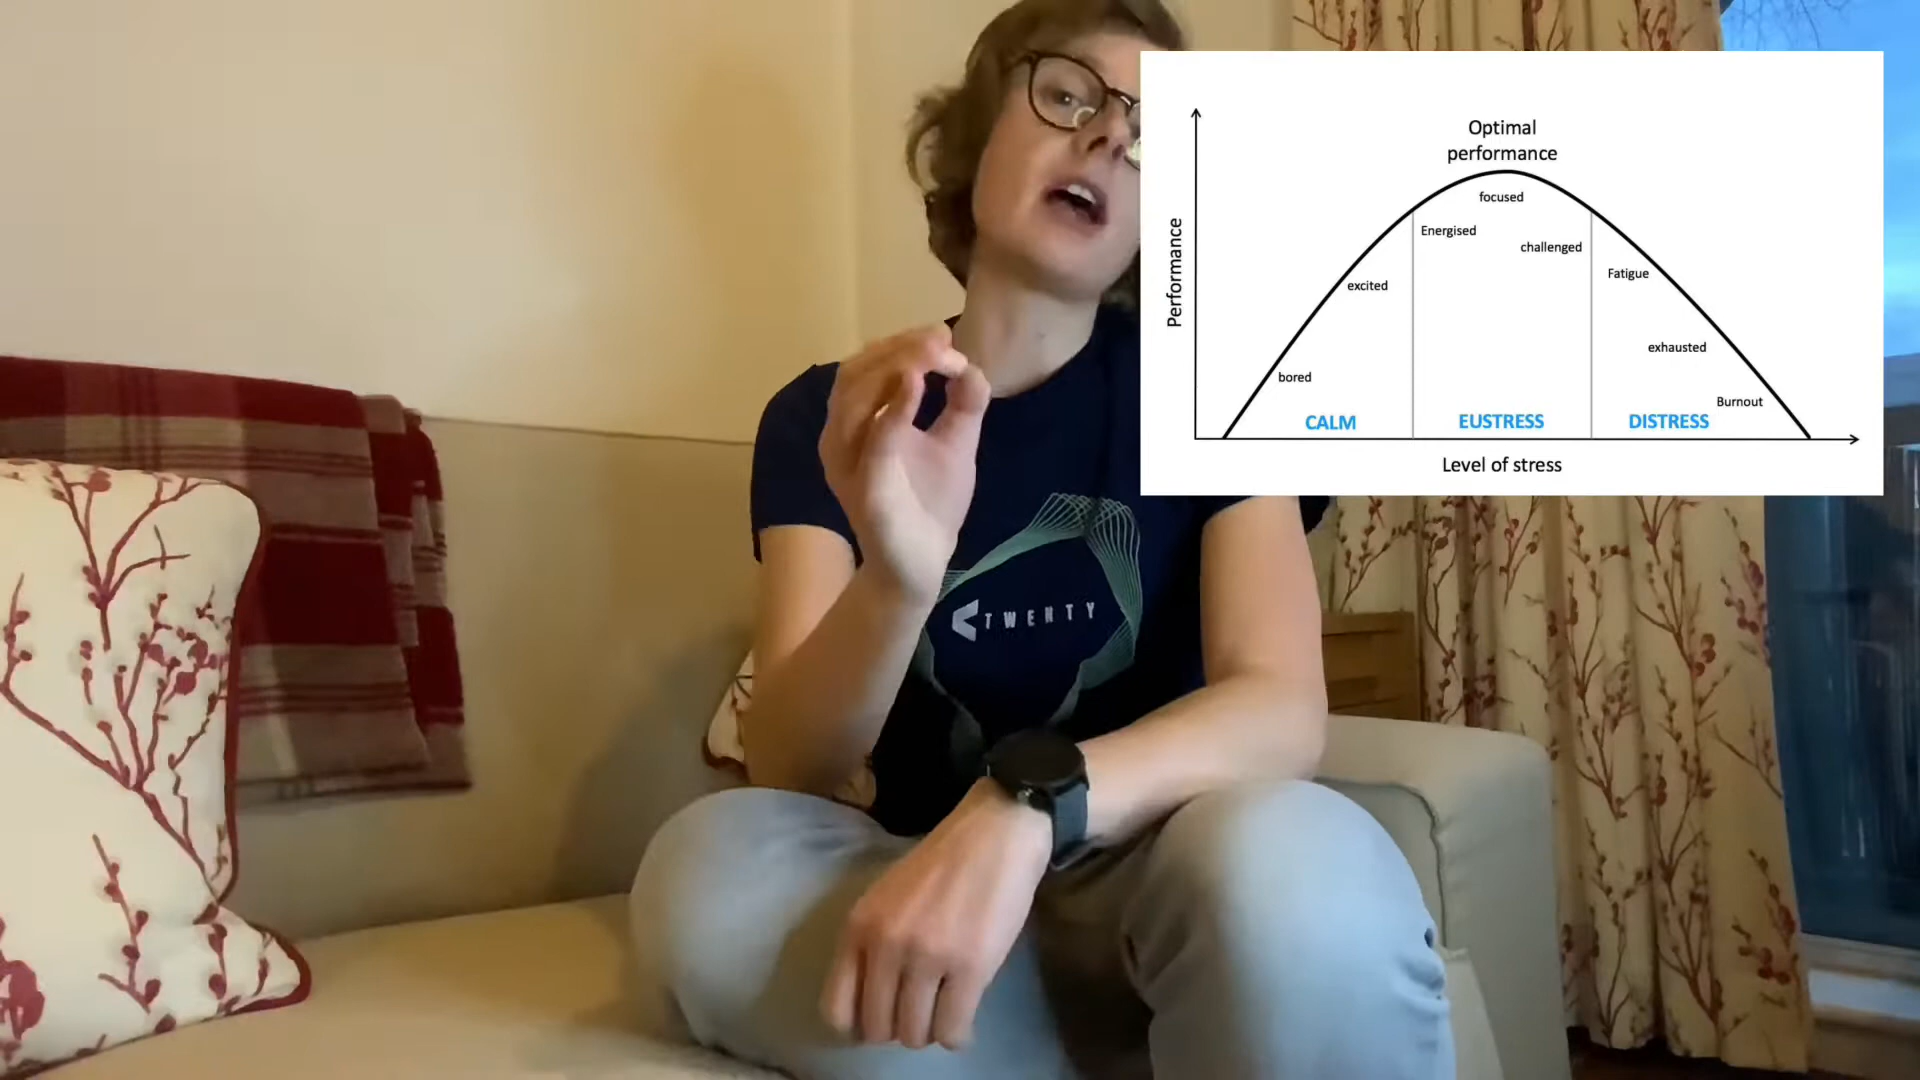 Optimal
performance
focused
Energised
challenged
excited
Fatigue
exhausted
bored
Burnout
CALM
EUSTRESS
DISTRESS
Performance
Level of stress
TWENTY